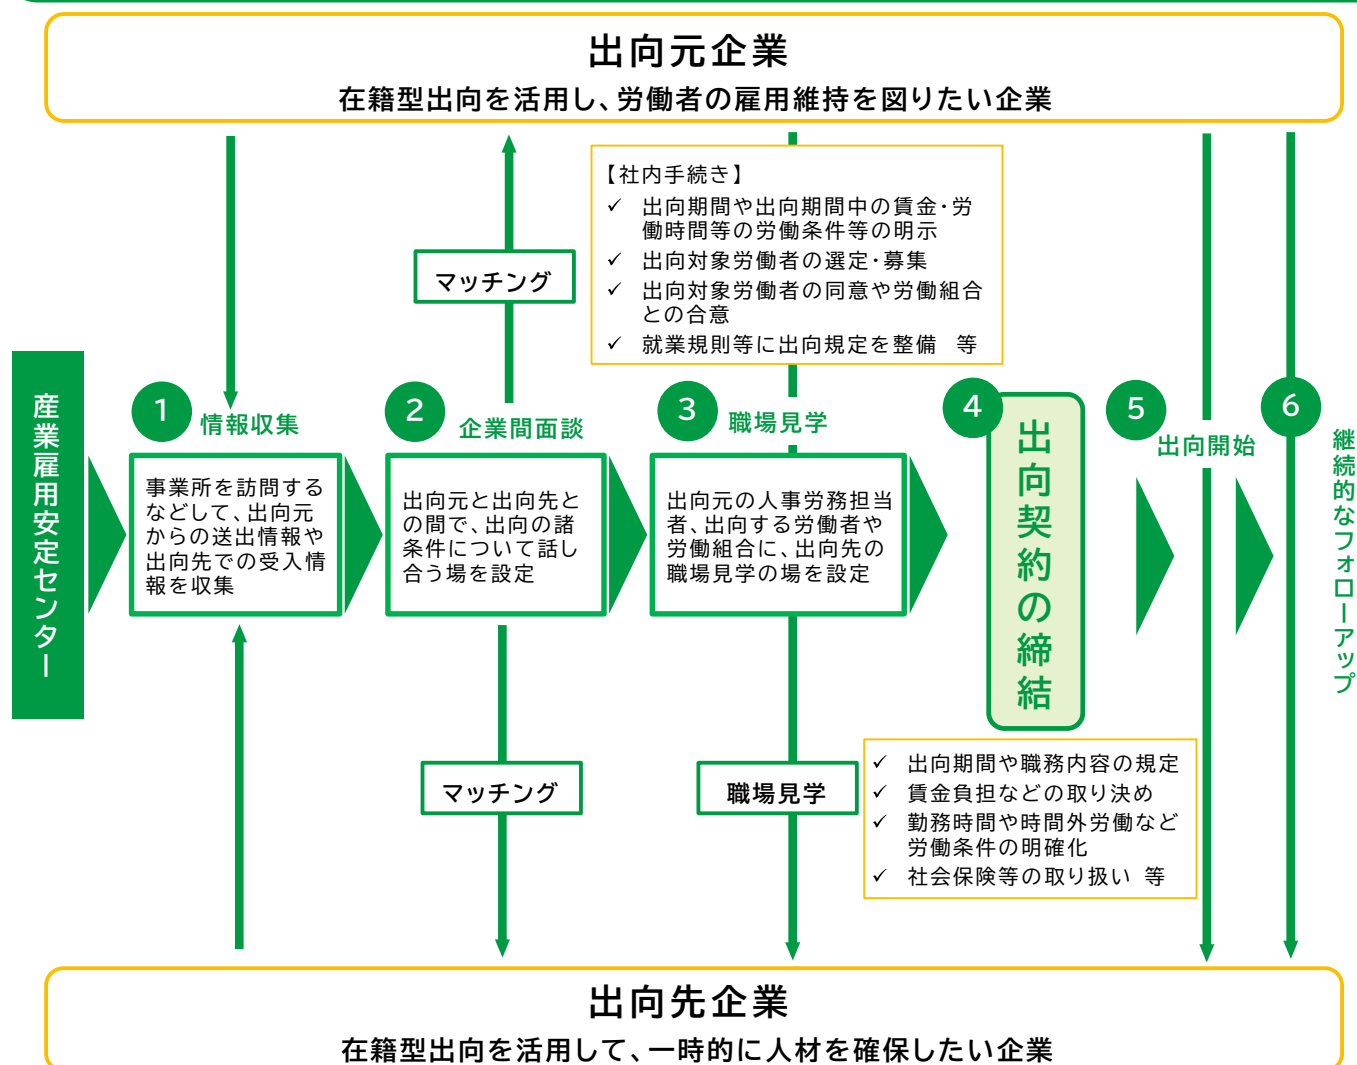 出向元企業
在籍型出向を活用し、労働者の雇用維持を図りたい企業
【社内手続き】
✓ 出向期間や出向期間中の賃金・労
働時間等の労働条件等の明示
✓ 出向対象労働者の選定・募集
✓ 出向対象労働者の同意や労働組合
との合意
✓ 就業規則等に出向規定を整備 等
マッチング
産業雇用安定センター
1 情報収集
事業所を訪問する
などして、出向元
からの送出情報や
出向先での受入情
報を収集
2 企業間面談
出向元と出向先と
の間で、出向の諸
条件について話し
合う場を設定
3 職場見学
出向元の人事労務担当
者、出向する労働者や
労働組合に、出向先の
職場見学の場を設定
4 出向契約の締結
5 出向開始
6 継続的なフォローアップ
マッチング
職場見学
✓ 出向期間や職務内容の規定
✓ 賃金負担などの取り決め
✓ 勤務時間や時間外労働など
労働条件の明確化
✓ 社会保険等の取り扱い 等
出向先企業
在籍型出向を活用して、一時的に人材を確保したい企業